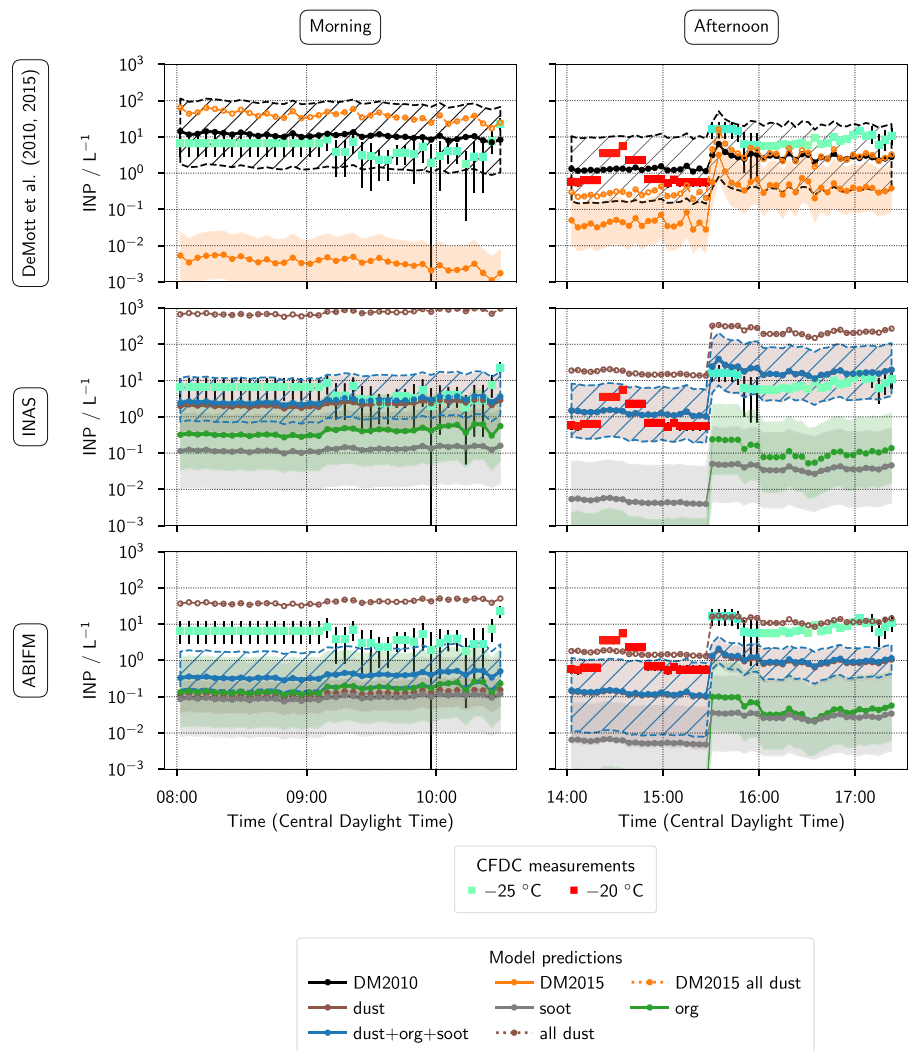 Morning
Afternoon
DeMott et al. (2010, 2015)
INP / L⁻¹
10³
10²
10¹
10⁰
10⁻¹
10⁻²
10⁻³
INAS
INP / L⁻¹
10³
10²
10¹
10⁰
10⁻¹
10⁻²
10⁻³
ABIFM
INP / L⁻¹
10³
10²
10¹
10⁰
10⁻¹
10⁻²
10⁻³
08:00 09:00 10:00
14:00 15:00 16:00 17:00
Time (Central Daylight Time)
Time (Central Daylight Time)
CFDC measurements
−25 °C −20 °C
Model predictions
DM2010 DM2015 DM2015 all dust
dust soot org
dust+org+soot all dust